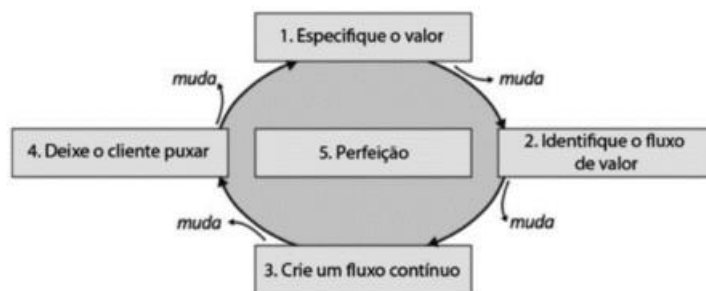 1. Especifique o valor
muda
muda
4. Deixe o cliente puxar
5. Perfeição
2. Identifique o fluxo
de valor
muda
muda
3. Crie um fluxo contínuo